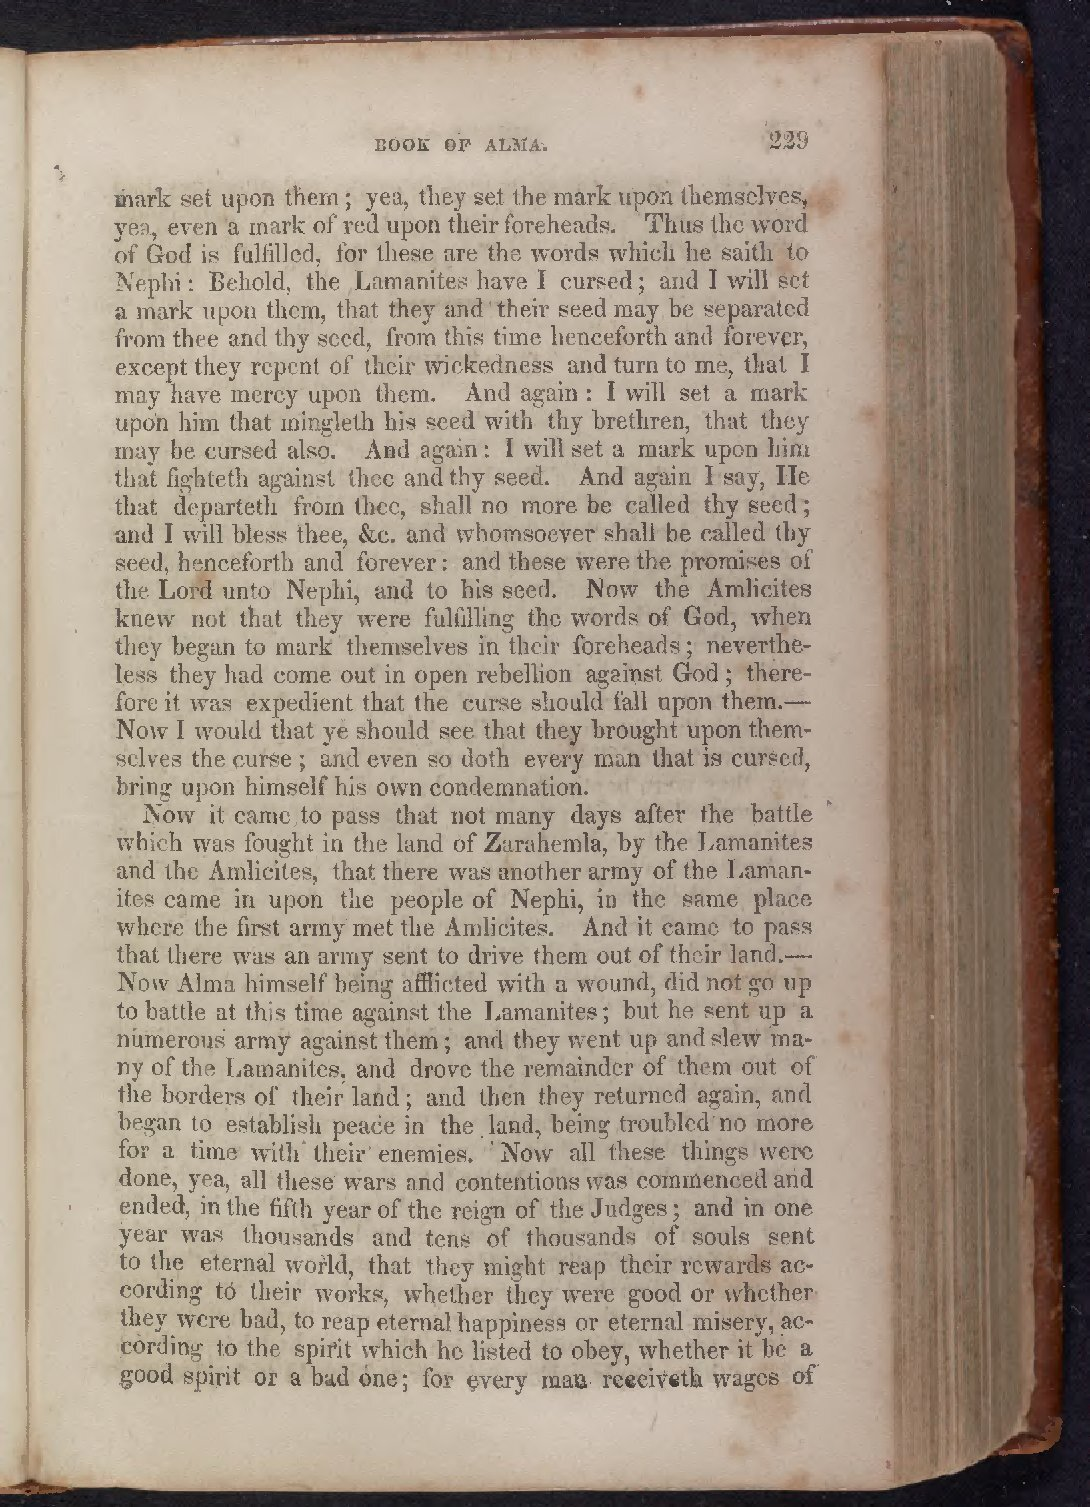 BOOK OF ALMA. 229
mark set upon them; yea, they set the mark upon themselves,
yea, even a mark of red upon their foreheads. Thus the word
of God is fulfilled, for these are the words which he saith to
Nephi: Behold, the Lamanites have I cursed; and I will set
a mark upon them, that they and their seed may be separated
from thee and thy seed, from this time henceforth and forever,
except they repent of their wickedness and turn to me, that I
may have mercy upon them. And again: I will set a mark
upon him that mingleth his seed with thy brethren, that they
may be cursed also. And again: I will set a mark upon him
that fighteth against thee and thy seed. And again I say, He
that departeth from thee, shall no more be called thy seed;
and I will bless thee, &c. and whomsoever shall be called thy
seed, henceforth and forever: and these were the promises of
the Lord unto Nephi, and to his seed. Now the Amlicites
knew not that they were fulfilling the words of God, when
they began to mark themselves in their foreheads; neverthe-
less they had come out in open rebellion against God; there-
fore it was expedient that the curse should fall upon them.—
Now I would that ye should see that they brought upon them-
selves the curse; and even so doth every man that is cursed,
bring upon himself his own condemnation.
Now it came to pass that not many days after the battle
which was fought in the land of Zarahemla, by the Lamanites
and the Amlicites, that there was another army of the Laman-
ites came in upon the people of Nephi, in the same place
where the first army met the Amlicites. And it came to pass
that there was an army sent to drive them out of their land.—
Now Alma himself being afflicted with a wound, did not go up
to battle at this time against the Lamanites; but he sent up a
numerous army against them; and they went up and slew ma-
ny of the Lamanites, and drove the remainder of them out of
the borders of their land; and then they returned again, and
began to establish peace in the land, being troubled no more
for a time with their enemies. Now all these things were
done, yea, all these wars and contentions was commenced and
ended, in the fifth year of the reign of the Judges; and in one
year was thousands and tens of thousands of souls sent
to the eternal world, that they might reap their rewards ac-
cording to their works, whether they were good or whether
they were bad, to reap eternal happiness or eternal misery, ac-
cording to the spirit which he listed to obey, whether it be a
good spirit or a bad one; for every man receiveth wages of